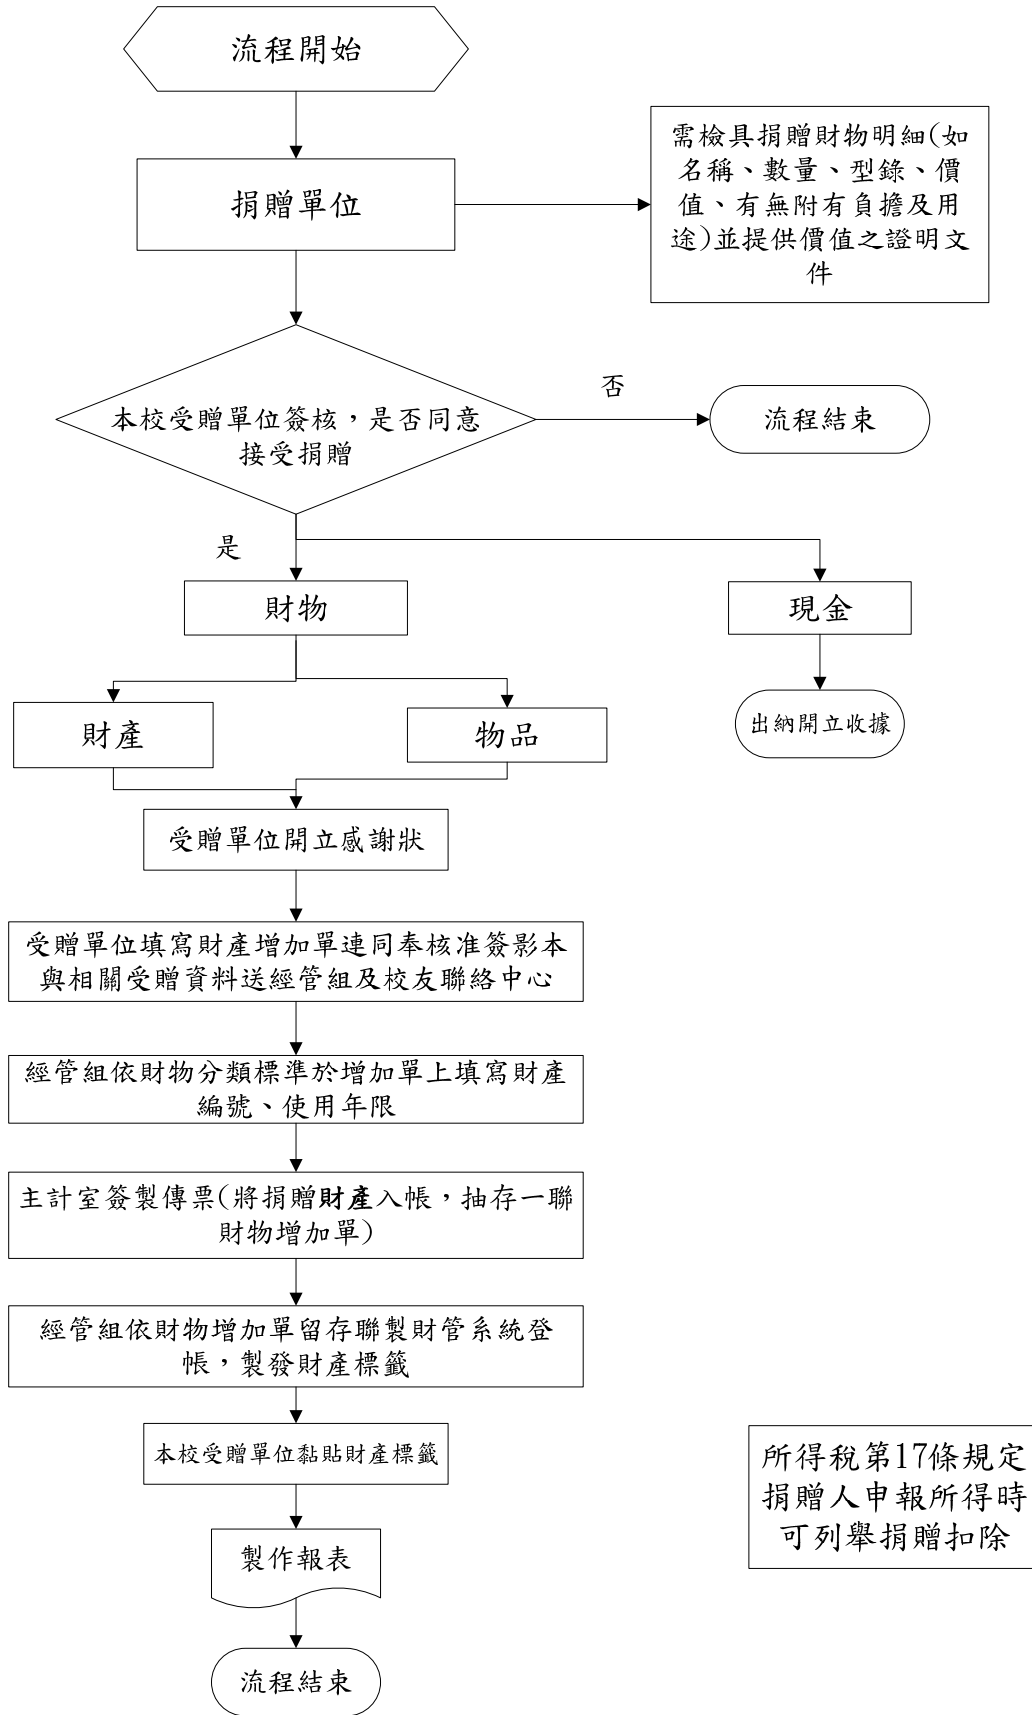 流程開始
捐贈單位
需檢具捐贈財物明細(如
名稱、數量、型錄、價
值、有無附有負擔及用
途)並提供價值之證明文
件
本校受贈單位簽核，是否同意
接受捐贈
否
流程結束
是
財物
現金
財產
物品
出納開立收據
受贈單位開立感謝狀
受贈單位填寫財產增加單連同奉核准簽影本
與相關受贈資料送經管組及校友聯絡中心
經管組依財物分類標準於增加單上填寫財產
編號、使用年限
主計室簽製傳票(將捐贈財產入帳，抽存一聯
財物增加單)
經管組依財物增加單留存聯製財管系統登
帳，製發財產標籤
本校受贈單位黏貼財產標籤
所得稅第17條規定
捐贈人申報所得時
可列舉捐贈扣除
製作報表
流程結束